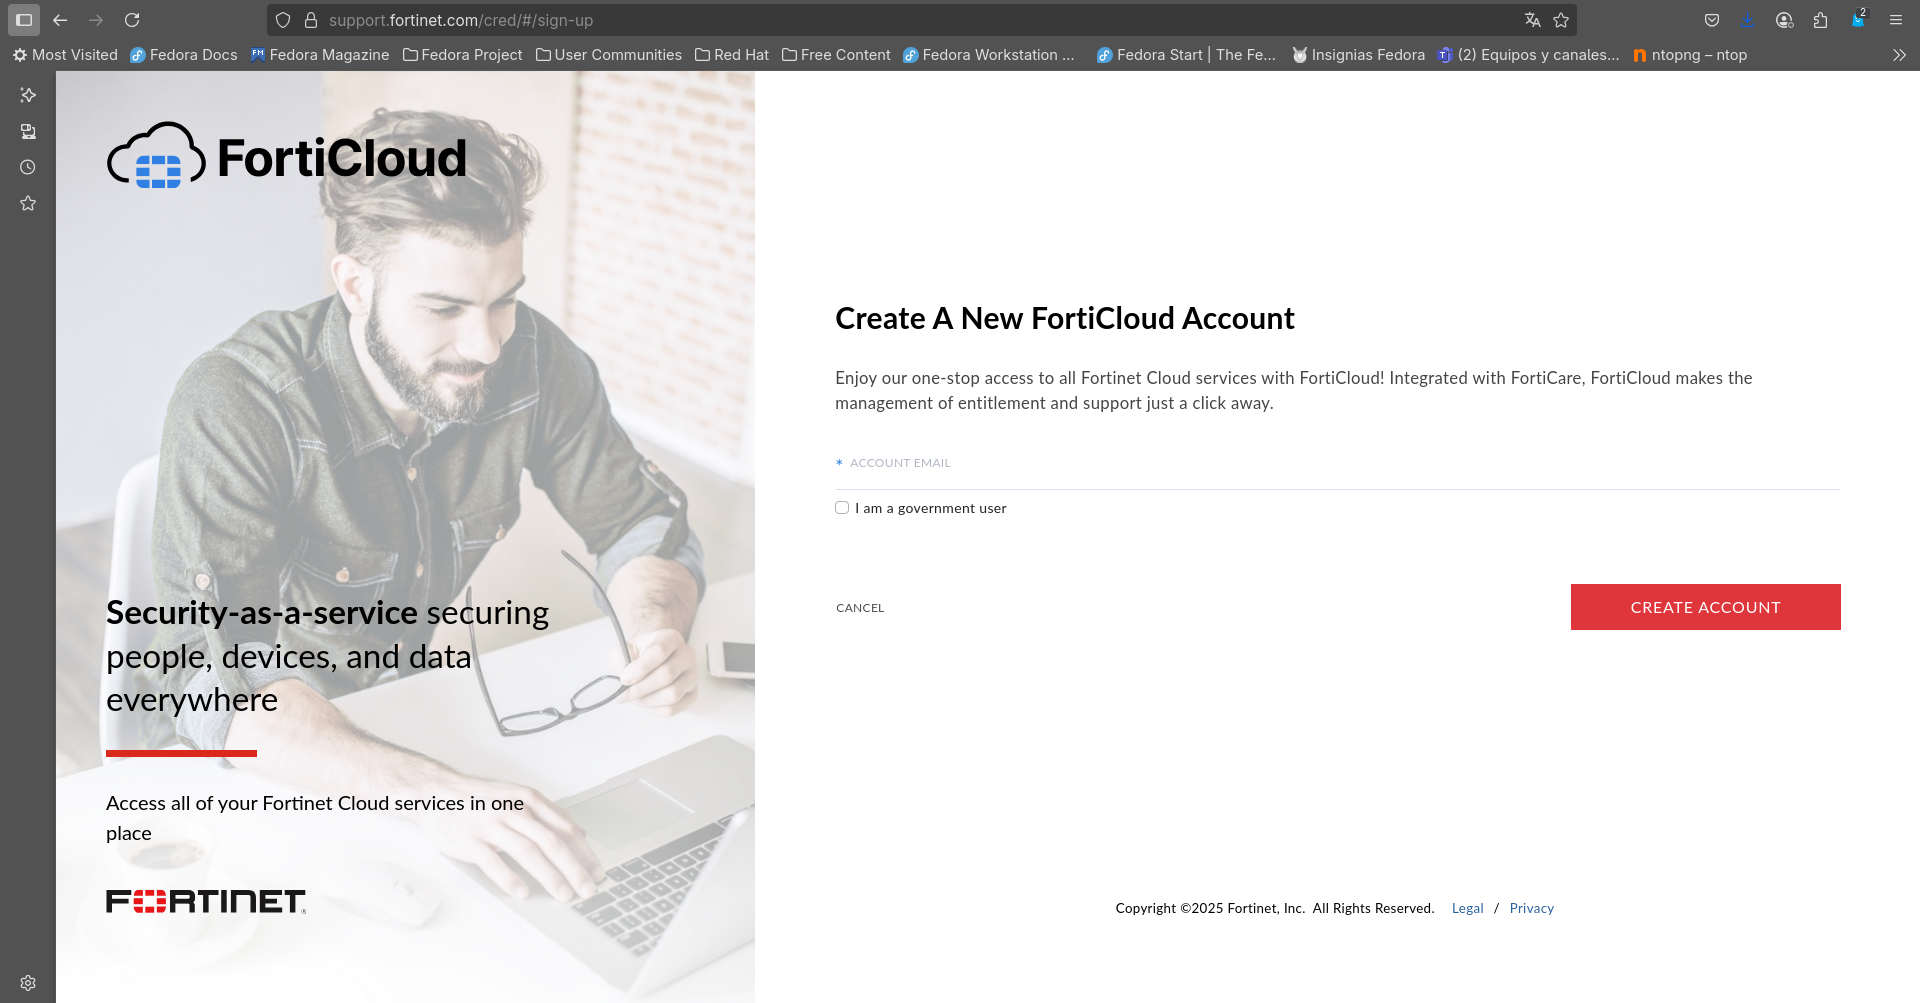 support.fortinet.com/cred/#/sign-up
2
Most Visited
Fedora Docs
Fedora Magazine
Fedora Project
User Communities
Red Hat
Free Content
Fedora Workstation ...
Fedora Start | The Fe...
Insignias Fedora
(2) Equipos y canales...
ntopng – ntop
FortiCloud
Security-as-a-service securing
people, devices, and data
everywhere
Access all of your Fortinet Cloud services in one
place
FORTINET®
Create A New FortiCloud Account
Enjoy our one-stop access to all Fortinet Cloud services with FortiCloud! Integrated with FortiCare, FortiCloud makes the
management of entitlement and support just a click away.
* ACCOUNT EMAIL
I am a government user
CANCEL
CREATE ACCOUNT
Copyright ©2025 Fortinet, Inc. All Rights Reserved. Legal / Privacy